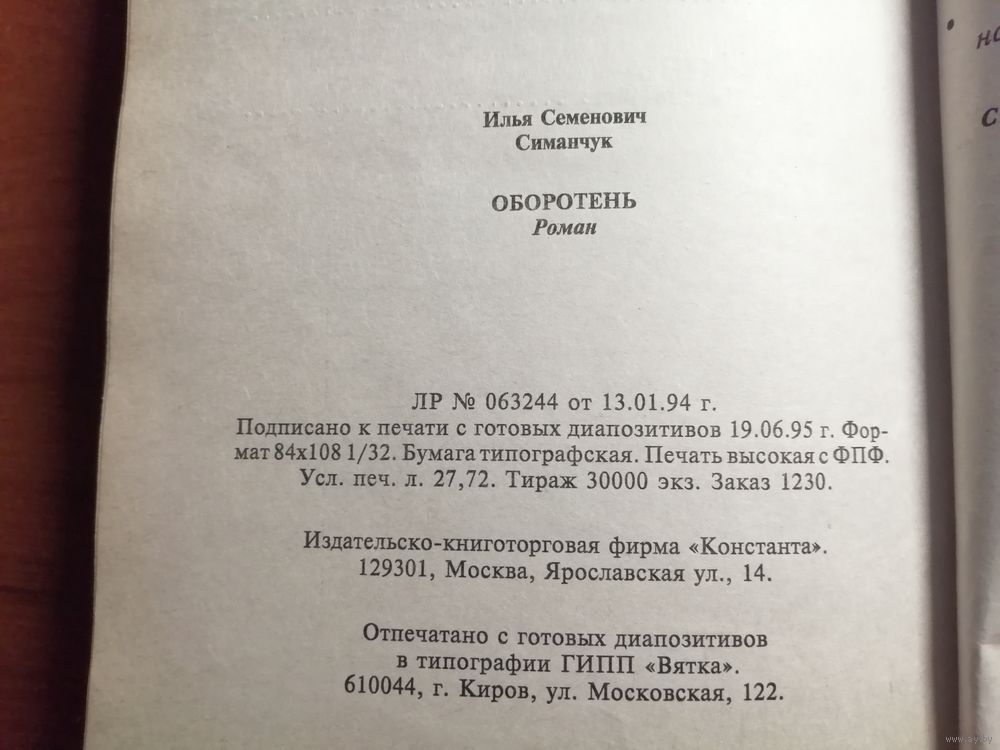 Илья Семенович
Симанчук
ОБОРОТЕНЬ
Роман
ЛР № 063244 от 13.01.94 г.
Подписано к печати с готовых диапозитивов 19.06.95 г. Фор-
мат 84х108 1/32. Бумага типографская. Печать высокая с ФПФ.
Усл. печ. л. 27,72. Тираж 30000 экз. Заказ 1230.
Издательско-книготорговая фирма «Константа».
129301, Москва, Ярославская ул., 14.
Отпечатано с готовых диапозитивов
в типографии ГИПП «Вятка».
610044, г. Киров, ул. Московская, 122.